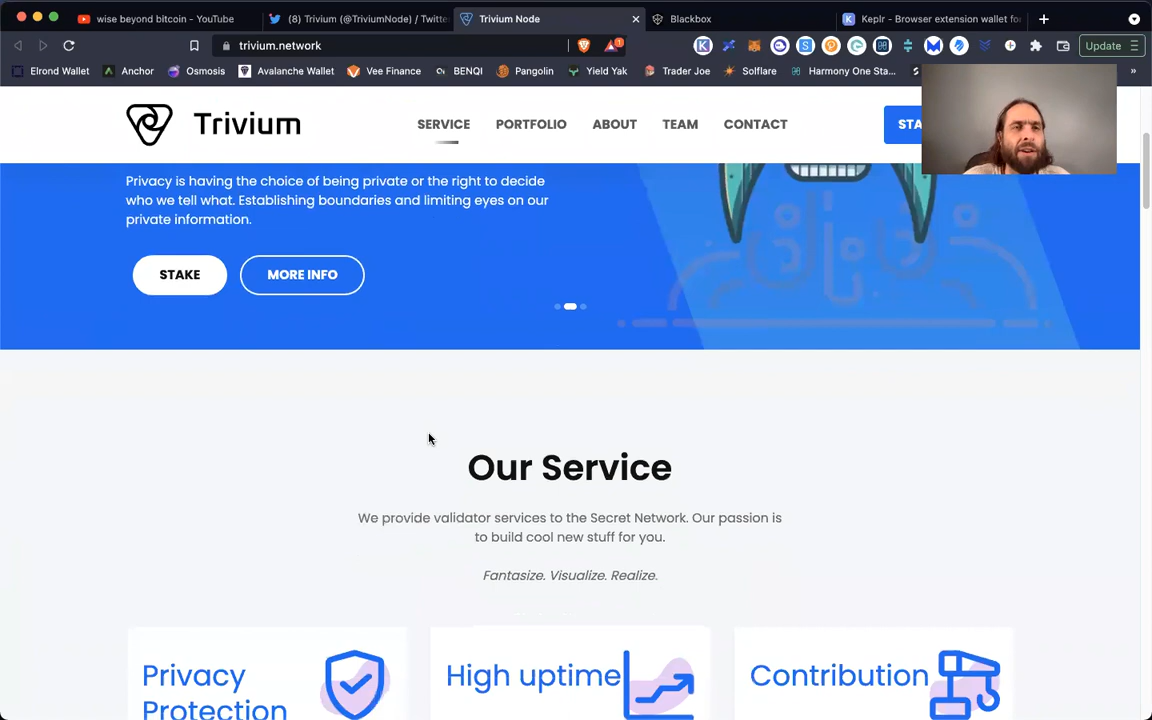 wise beyond bitcoin - YouTube
(8) Trivium (@TriviumNode) / Twitte
Trivium Node
Blackbox
Keplr - Browser extension wallet fo
trivium.network
Update
Elrond Wallet
Anchor
Osmosis
Avalanche Wallet
Vee Finance
BENQI
Pangolin
Yield Yak
Trader Joe
Solflare
Harmony One Sta...
Trivium
SERVICE
PORTFOLIO
ABOUT
TEAM
CONTACT
STA
Privacy is having the choice of being private or the right to decide
who we tell what. Establishing boundaries and limiting eyes on our
private information.
STAKE
MORE INFO
Our Service
We provide validator services to the Secret Network. Our passion is
to build cool new stuff for you.
Fantasize. Visualize. Realize.
Privacy
Protection
High uptime
Contribution